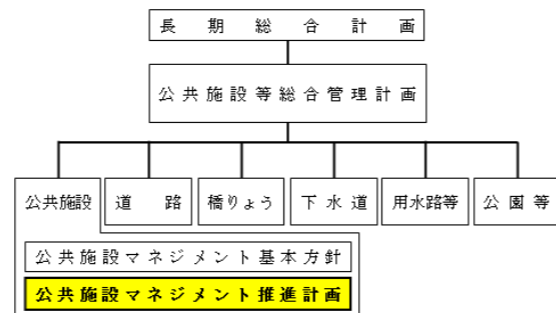 長期総合計画
公共施設等総合管理計画
公共施設
道路
橋りょう
下水道
用水路等
公園等
公共施設マネジメント基本方針
公共施設マネジメント推進計画